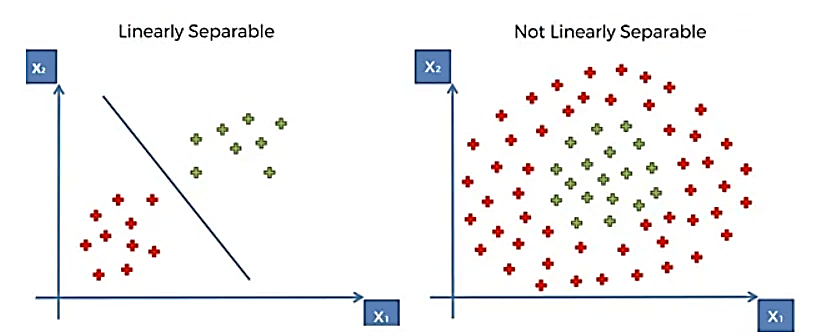 Linearly Separable
Not Linearly Separable
X₂
X₂
X₁
X₁